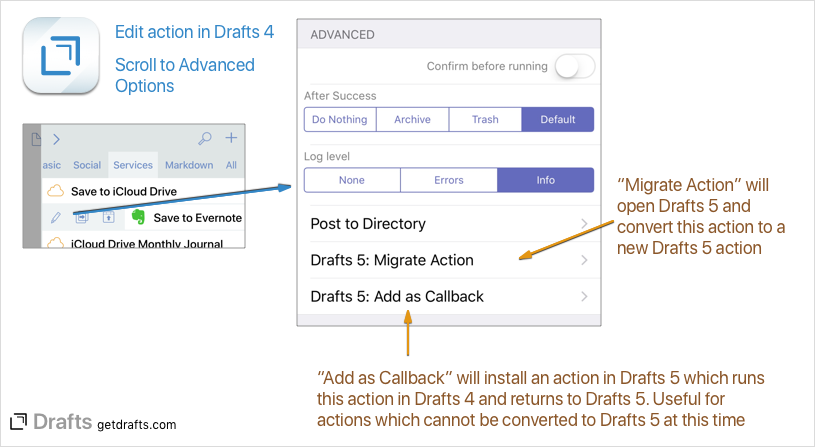 Edit action in Drafts 4
Scroll to Advanced
Options
asic Social Services Markdown All
Save to iCloud Drive
Save to Evernote
iCloud Drive Monthly Journal
ADVANCED
Confirm before running
After Success
Do Nothing Archive Trash Default
Log level
None Errors Info
Post to Directory
Drafts 5: Migrate Action
Drafts 5: Add as Callback
“Migrate Action” will
open Drafts 5 and
convert this action to a
new Drafts 5 action
“Add as Callback” will install an action in Drafts 5 which runs
this action in Drafts 4 and returns to Drafts 5. Useful for
actions which cannot be converted to Drafts 5 at this time
Drafts getdrafts.com